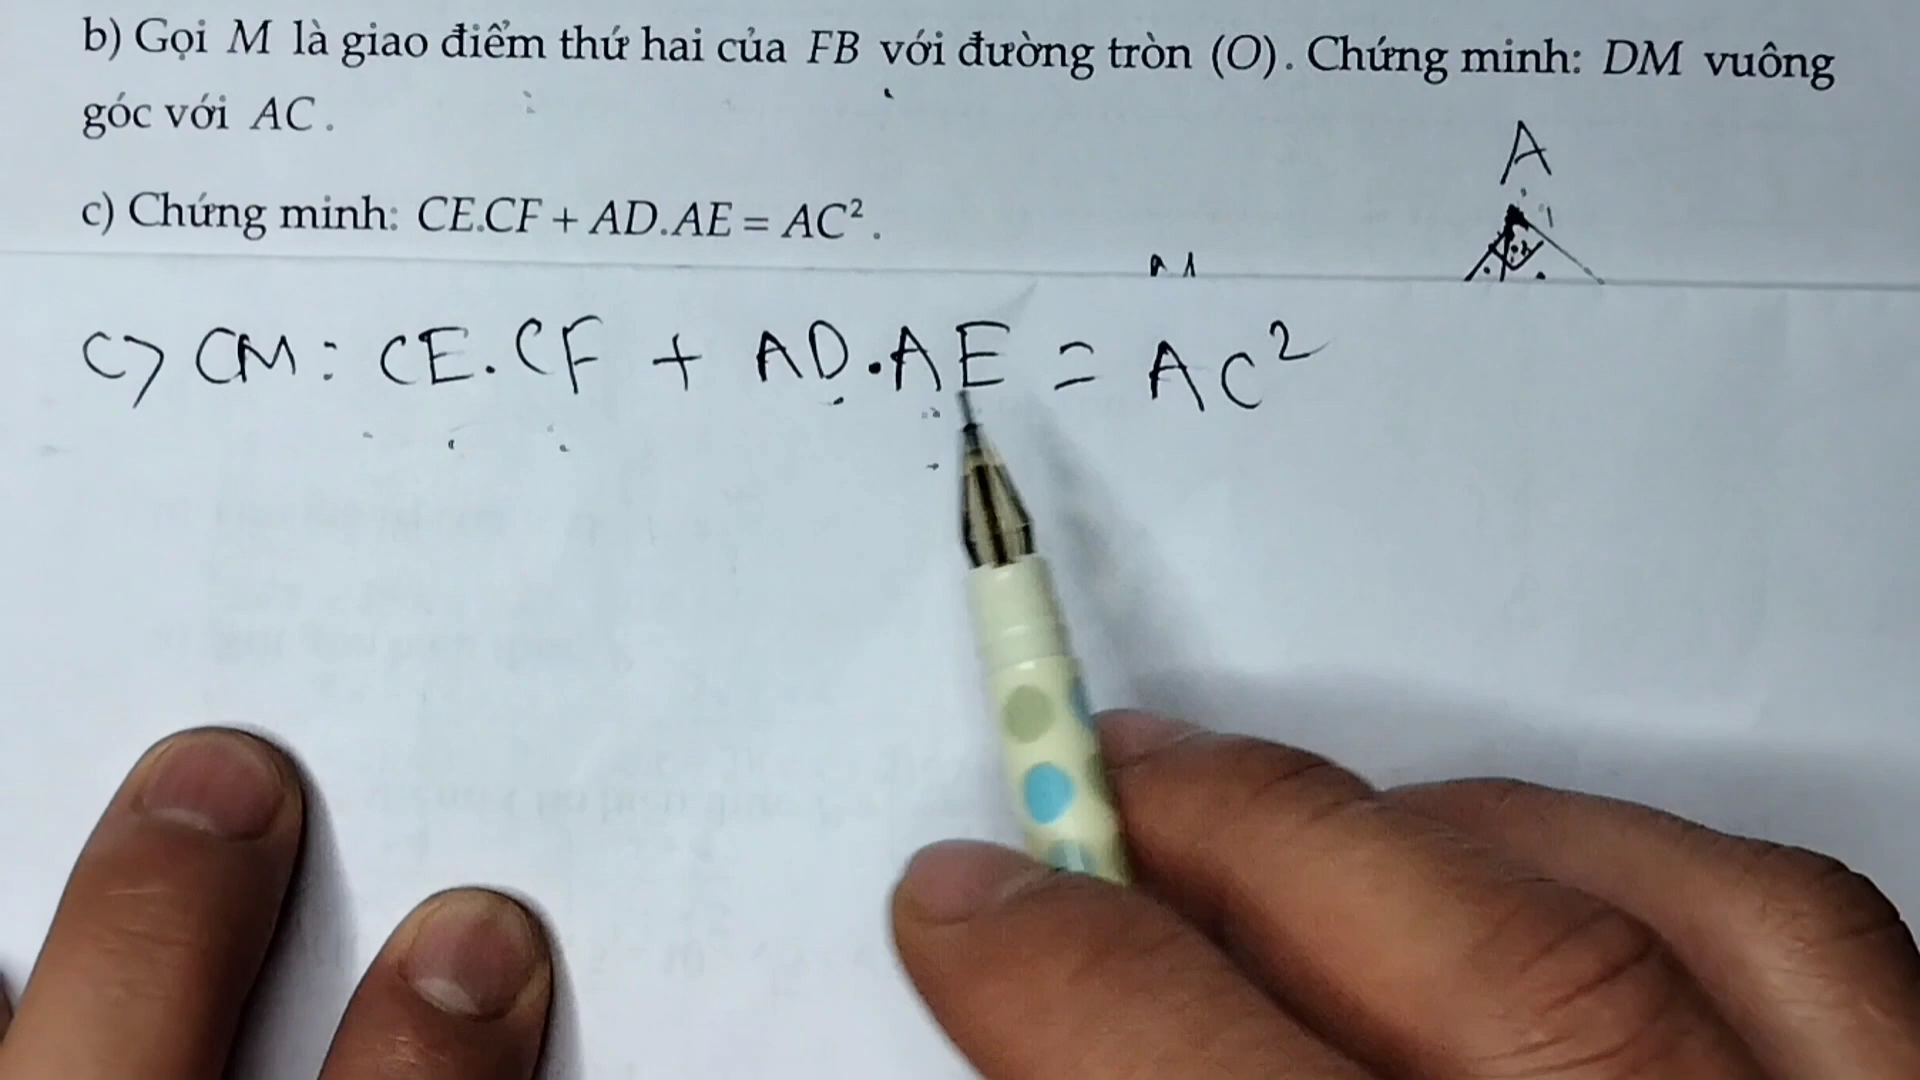 b) Gọi M là giao điểm thứ hai của FB với đường tròn (O). Chứng minh: DM vuông
góc với AC.
A
c) Chứng minh: CE.CF + AD.AE = AC².
1
c) CM: CE.CF + AD.AE = AC²